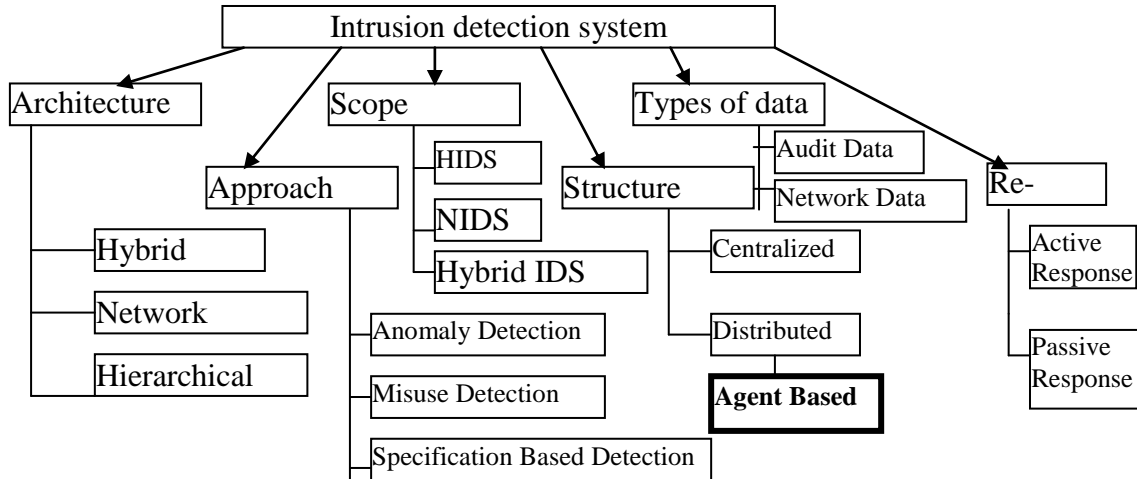 Intrusion detection system
Architecture
Hybrid
Network
Hierarchical
Approach
Anomaly Detection
Misuse Detection
Specification Based Detection
Scope
HIDS
NIDS
Hybrid IDS
Structure
Centralized
Distributed
Agent Based
Types of data
Audit Data
Network Data
Re-
Active
Response
Passive
Response